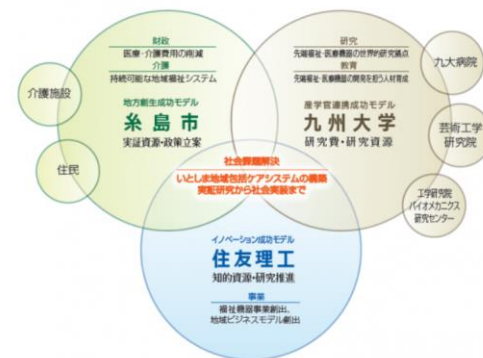 財政
医療・介護費用の削減
介護
持続可能な地域福祉システム
地方創生成功モデル
糸島市
実証資源・政策立案
介護施設
住民
研究
先端福祉・医療機器の世界的研究拠点
教育
先端福祉・医療機器の開発を担う人材育成
産学官連携成功モデル
九州大学
研究費・研究資源
九大病院
芸術工学
研究院
工学研究院
バイオメカニクス
研究センター
社会課題解決
いとしま地域包括ケアシステムの構築
実証研究から社会実装まで
イノベーション成功モデル
住友理工
知的資源・研究推進
事業
福祉機器事業創出、
地域ビジネスモデル創出